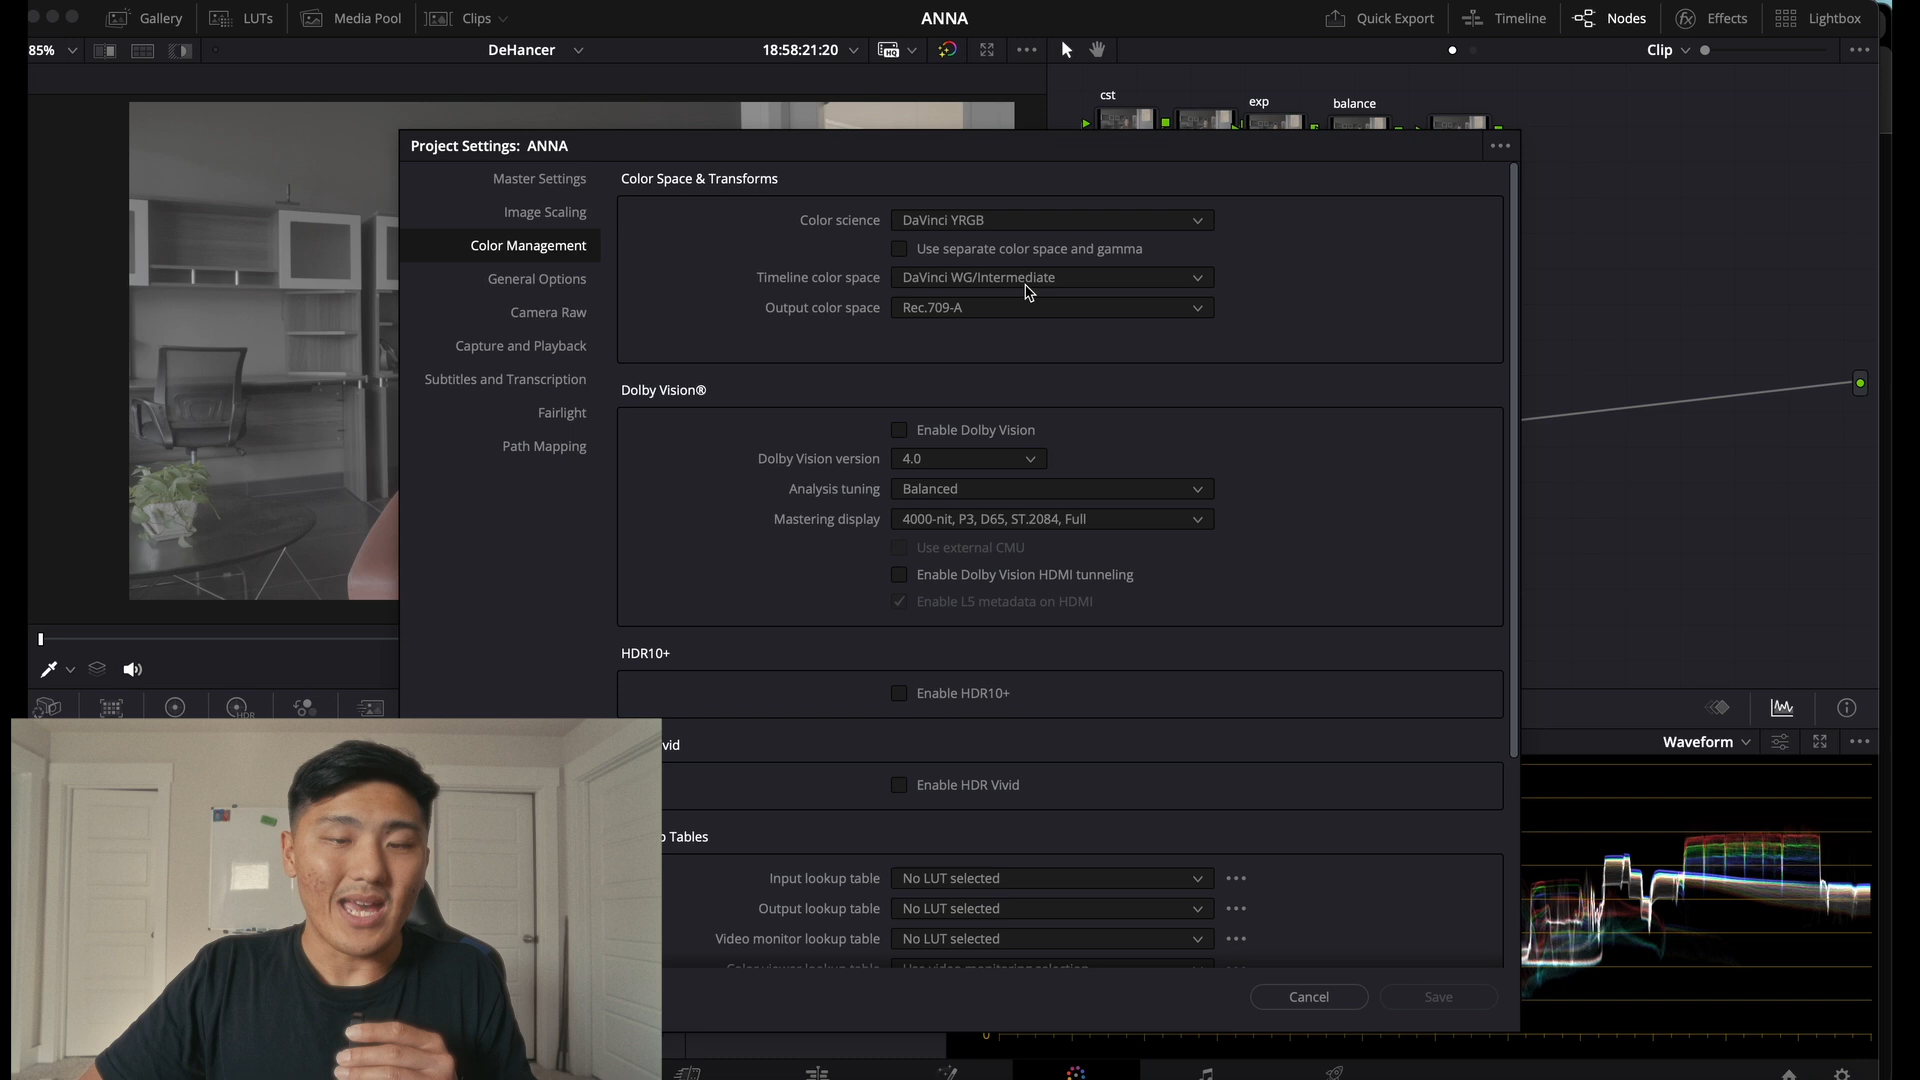 Gallery
LUTs
Media Pool
Clips
ANNA
Quick Export
Timeline
Nodes
Effects
Lightbox
85%
DeHancer
18:58:21:20
Clip
cst
exp
balance
Project Settings: ANNA
Master Settings
Image Scaling
Color Management
General Options
Camera Raw
Capture and Playback
Subtitles and Transcription
Fairlight
Path Mapping
Color Space & Transforms
Color science DaVinci YRGB
Use separate color space and gamma
Timeline color space DaVinci WG/Intermediate
Output color space Rec.709-A
Dolby Vision®
Enable Dolby Vision
Dolby Vision version 4.0
Analysis tuning Balanced
Mastering display 4000-nit, P3, D65, ST.2084, Full
Use external CMU
Enable Dolby Vision HDMI tunneling
Enable L5 metadata on HDMI
HDR10+
Enable HDR10+
vid
Enable HDR Vivid
Tables
Input lookup table No LUT selected
Output lookup table No LUT selected
Video monitor lookup table No LUT selected
Cancel
Save
HDR
Waveform
0